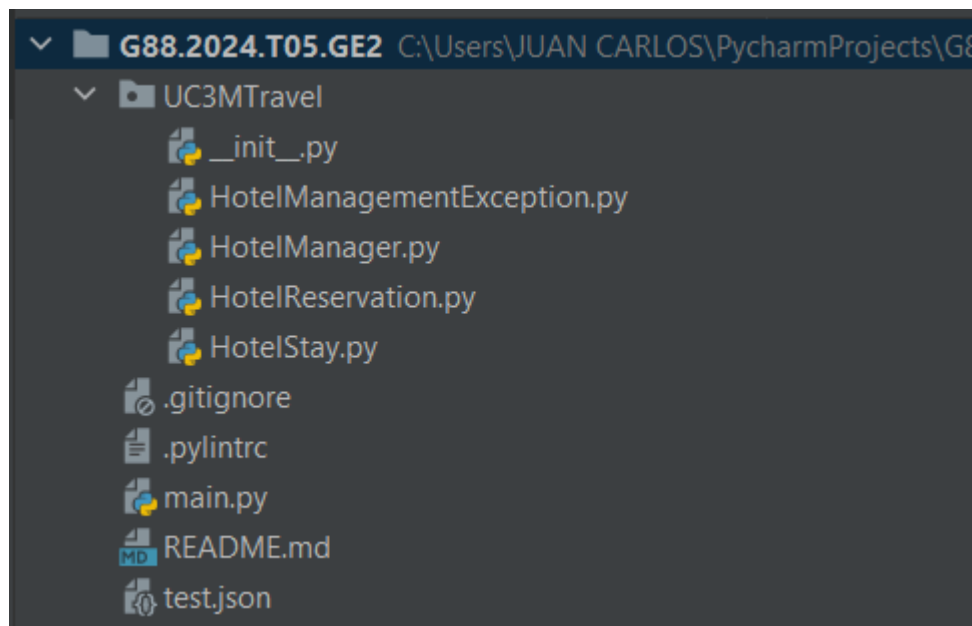 G88.2024.T05.GE2 C:\Users\JUAN CARLOS\PycharmProjects\G8
UC3MTravel
__init__.py
HotelManagementException.py
HotelManager.py
HotelReservation.py
HotelStay.py
.gitignore
.pylintrc
main.py
MD README.md
test.json